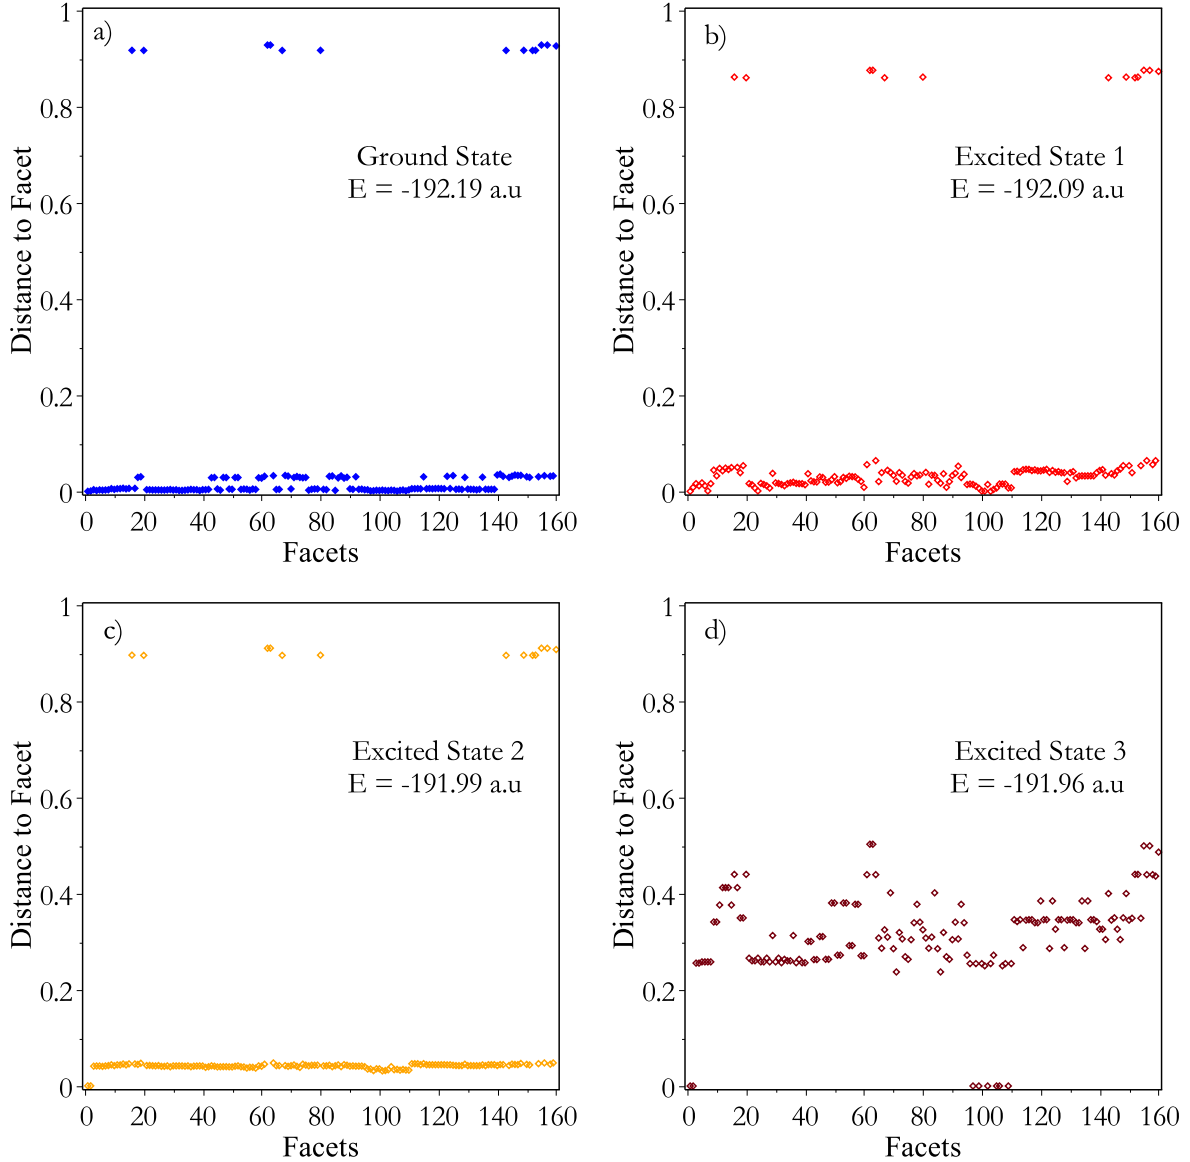 a)
Ground State
E = -192.19 a.u
Distance to Facet
1
0.8
0.6
0.4
0.2
0
0 20 40 60 80 100 120 140 160
Facets
b)
Excited State 1
E = -192.09 a.u
Distance to Facet
1
0.8
0.6
0.4
0.2
0
0 20 40 60 80 100 120 140 160
Facets
c)
Excited State 2
E = -191.99 a.u
Distance to Facet
1
0.8
0.6
0.4
0.2
0
0 20 40 60 80 100 120 140 160
Facets
d)
Excited State 3
E = -191.96 a.u
Distance to Facet
1
0.8
0.6
0.4
0.2
0
0 20 40 60 80 100 120 140 160
Facets